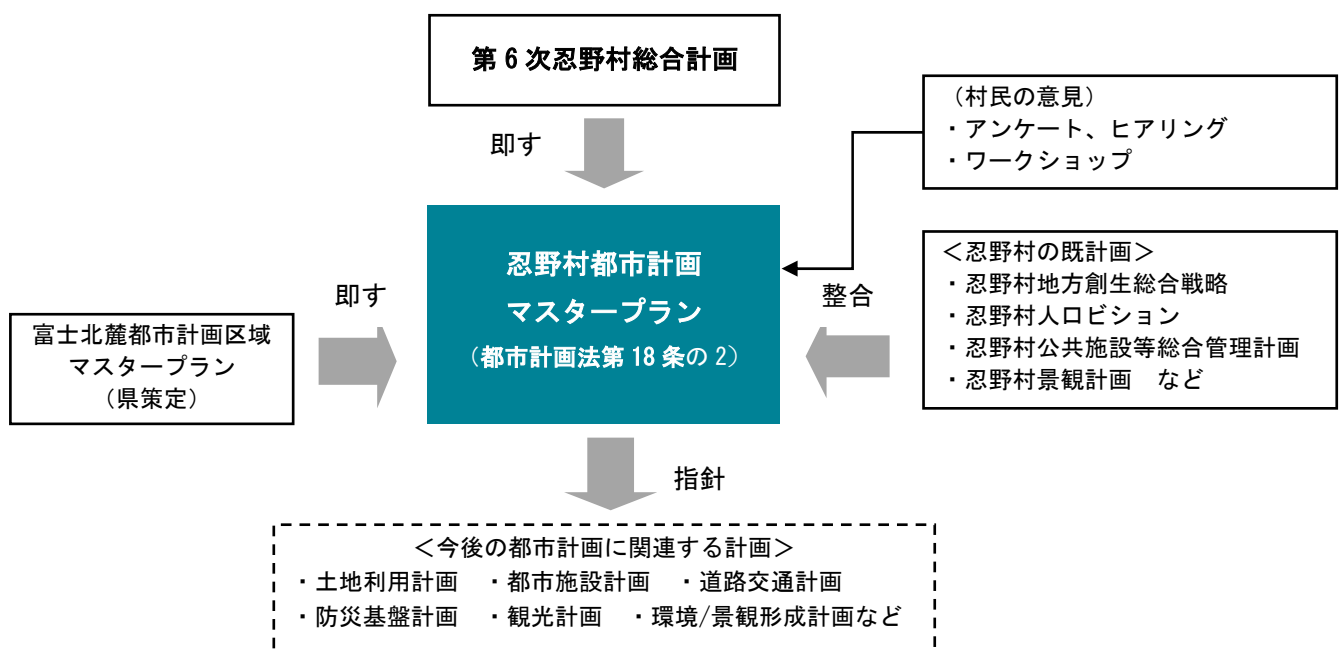 第 6 次忍野村総合計画
即す
（村民の意見）
・アンケート、ヒアリング
・ワークショップ
忍野村都市計画
マスタープラン
（都市計画法第 18 条の 2）
即す
富士北麓都市計画区域
マスタープラン
（県策定）
整合
＜忍野村の既計画＞
・忍野村地方創生総合戦略
・忍野村人口ビジョン
・忍野村公共施設等総合管理計画
・忍野村景観計画　など
指針
＜今後の都市計画に関連する計画＞
・土地利用計画　・都市施設計画　・道路交通計画
・防災基盤計画　・観光計画　・環境/景観形成計画など